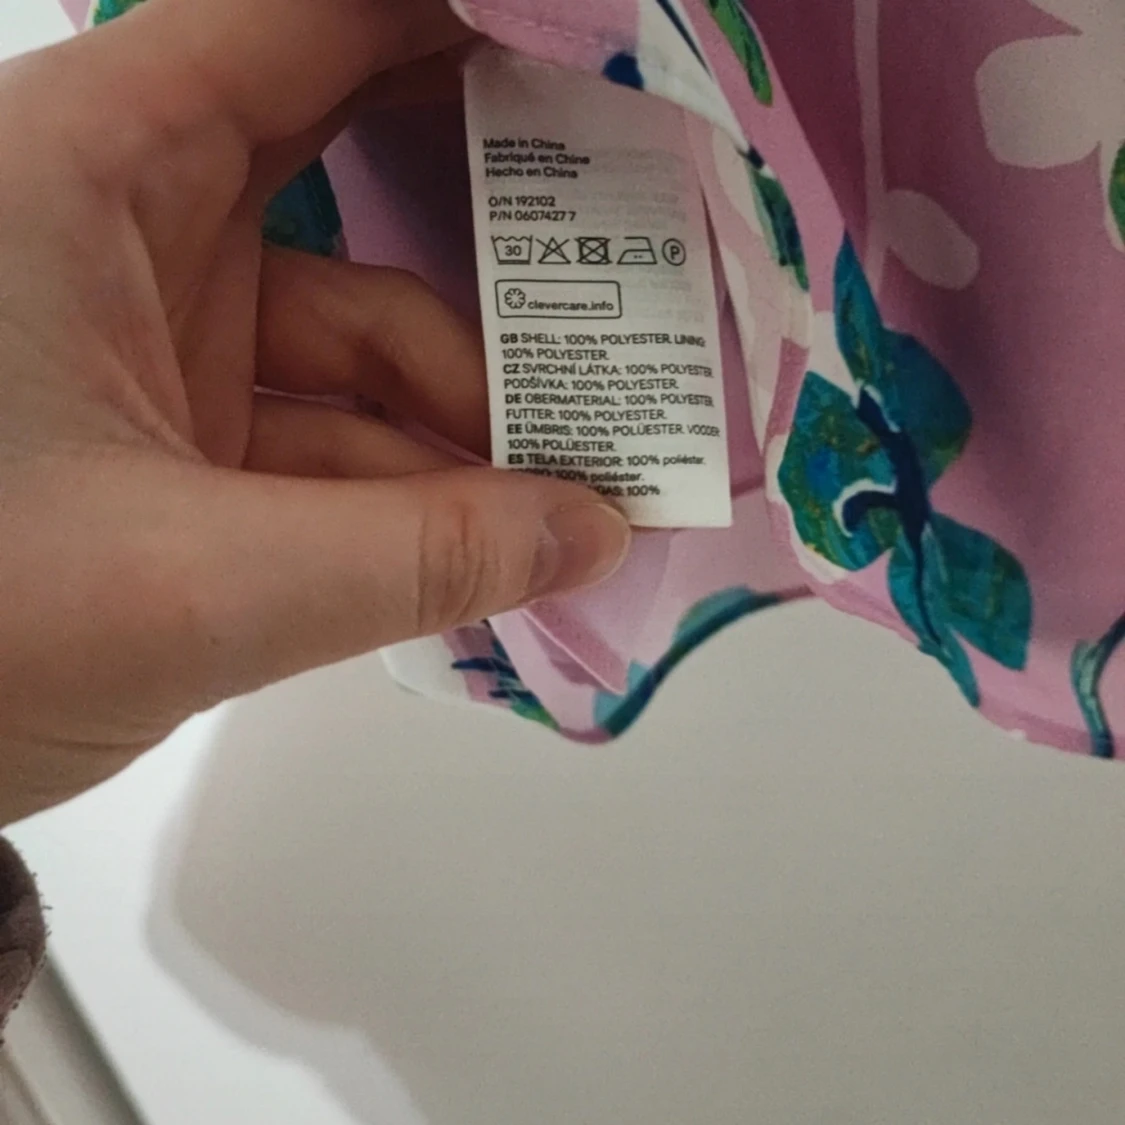 Made in China
Fabriqué en Chine
Hecho en China
O/N 192102
P/N 0607427 7
30
P
clevercare.info
GB SHELL: 100% POLYESTER. LINING:
100% POLYESTER.
CZ SVRCHNÍ LÁTKA: 100% POLYESTER.
PODŠÍVKA: 100% POLYESTER.
DE OBERMATERIAL: 100% POLYESTER.
FUTTER: 100% POLYESTER.
EE ÜMBRIS: 100% POLÜESTER. VOODER:
100% POLÜESTER.
ES TELA EXTERIOR: 100% poliéster.
100% poliéster.
100%